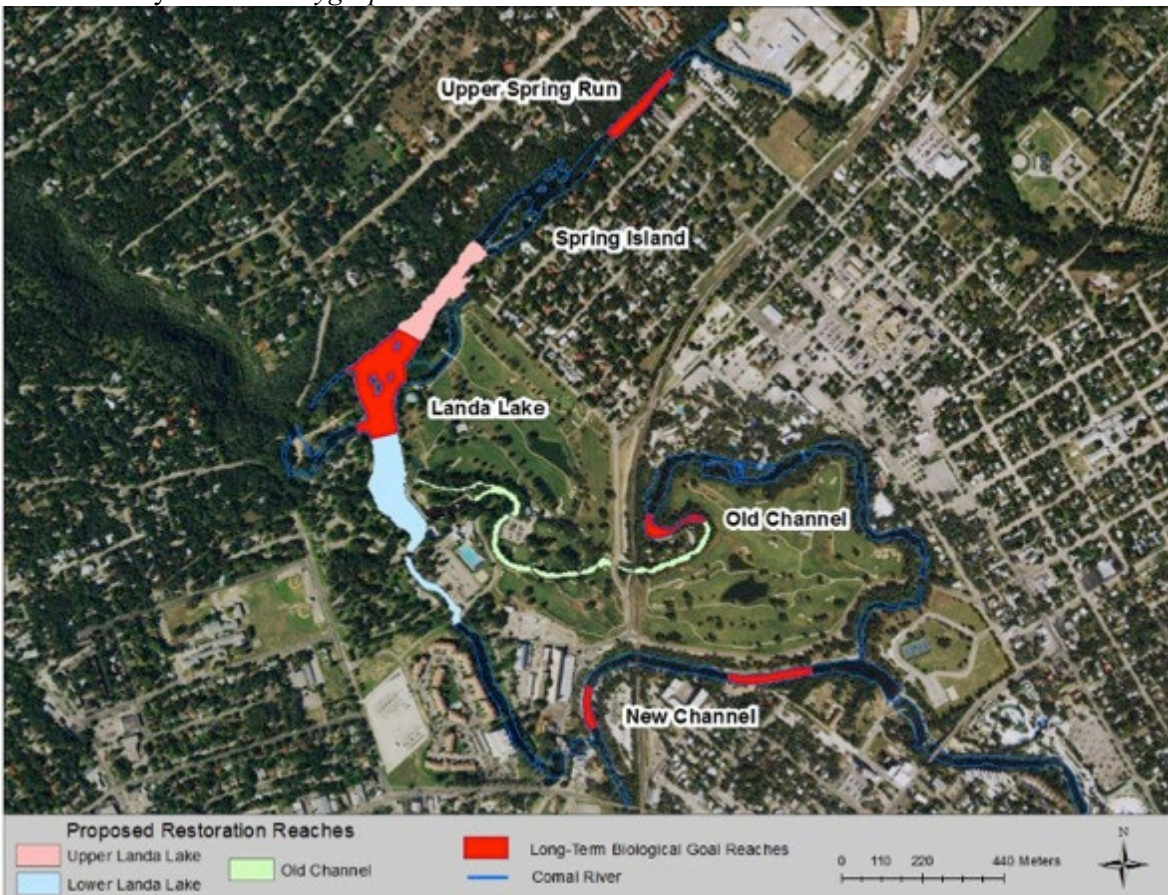 Upper Spring Run
Spring Island
Landa Lake
Old Channel
New Channel
Proposed Restoration Reaches
Upper Landa Lake
Lower Landa Lake
Old Channel
Long-Term Biological Goal Reaches
Comal River
0 110 220 440 Meters
N